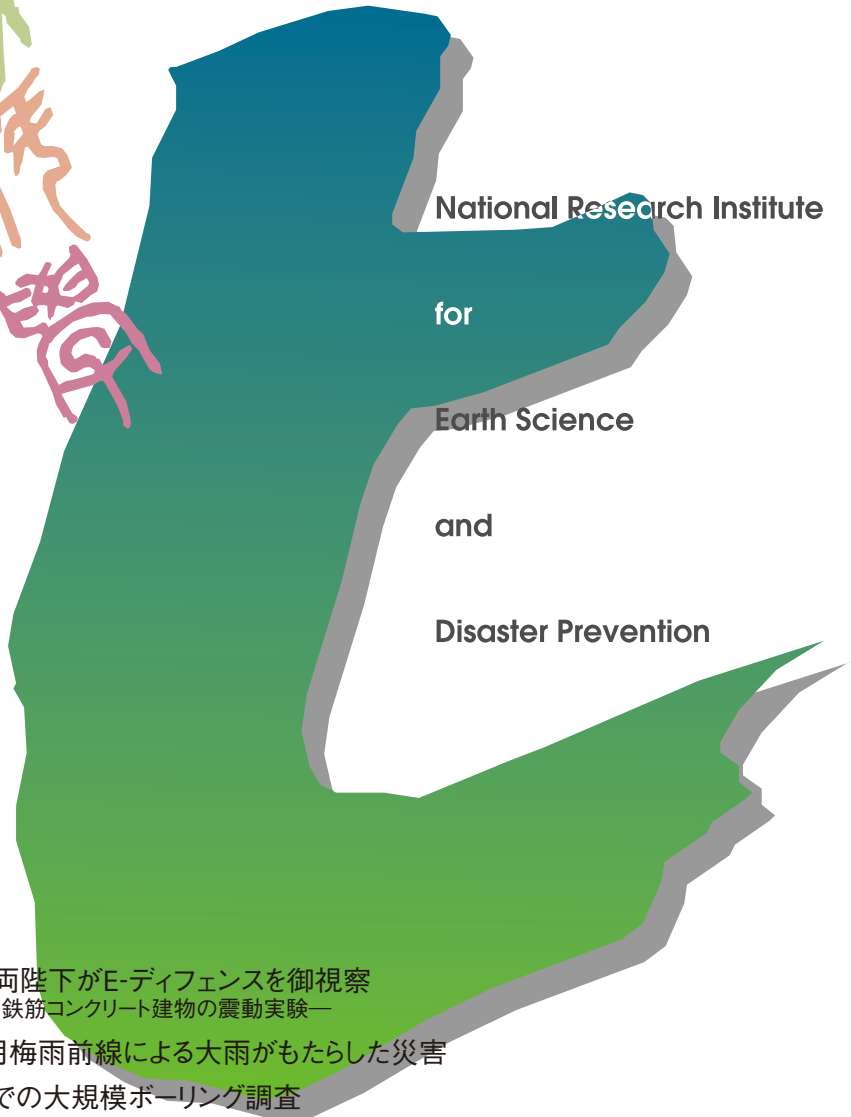 National Research Institute
for
Earth Science
and
Disaster Prevention
両陛下がE-ディフェンスを御視察
鉄筋コンクリート建物の震動実験―
月梅雨前線による大雨がもたらした災害
での大規模ボーリング調査